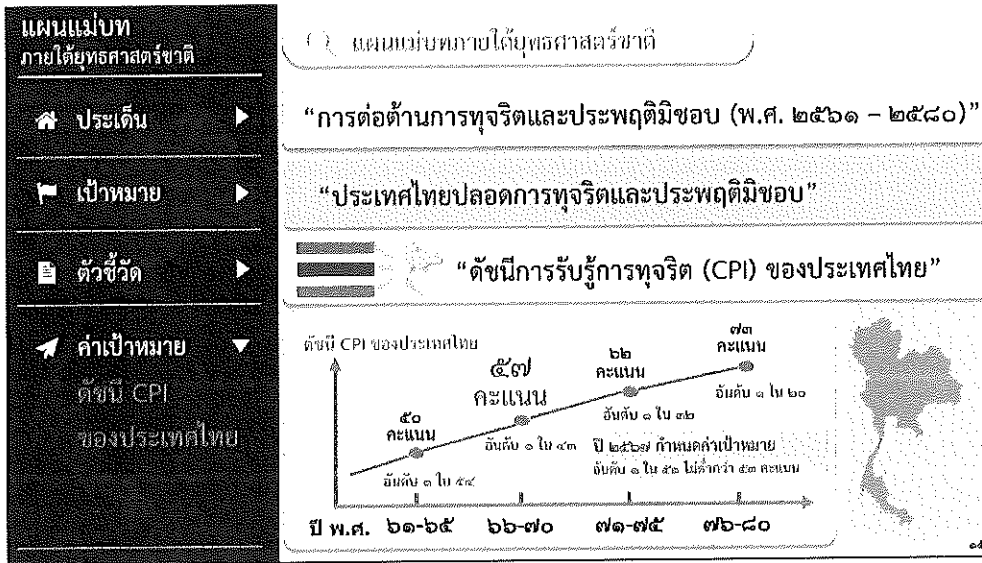 แผนแม่บท
ภายใต้ยุทธศาสตร์ชาติ
ประเด็น
เป้าหมาย
ตัวชี้วัด
ค่าเป้าหมาย
ดัชนี CPI
ของประเทศไทย
แผนแม่บทภายใต้ยุทธศาสตร์ชาติ
“การต่อต้านการทุจริตและประพฤติมิชอบ (พ.ศ. ๒๕๖๑ – ๒๕๘๐)”
“ประเทศไทยปลอดการทุจริตและประพฤติมิชอบ”
“ดัชนีการรับรู้การทุจริต (CPI) ของประเทศไทย”
ดัชนี CPI ของประเทศไทย
๕๐
คะแนน
อันดับ ๑ ใน ๕๔
๕๗
คะแนน
อันดับ ๑ ใน ๔๓
๖๒
คะแนน
อันดับ ๑ ใน ๓๒
๗๓
คะแนน
อันดับ ๑ ใน ๒๐
ปี ๒๕๖๗ กำหนดค่าเป้าหมาย
อันดับ ๑ ใน ไม่ต่ำกว่า ๕๓ คะแนน
ปี พ.ศ. ๖๑-๖๕ ๖๖-๗๐ ๗๑-๗๕ ๗๖-๘๐